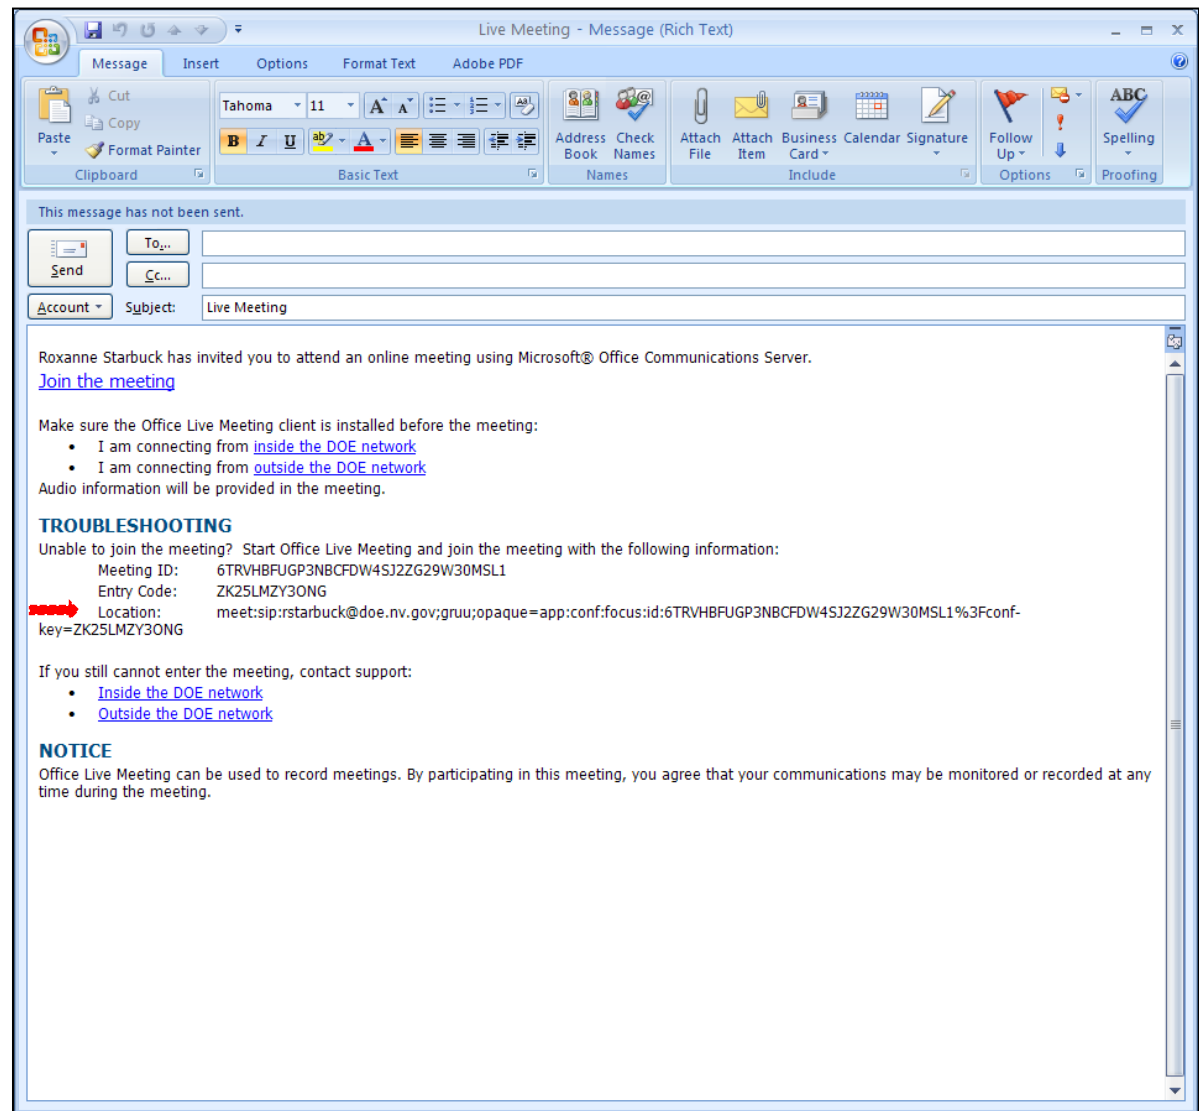 Live Meeting - Message (Rich Text)
Message Insert Options Format Text Adobe PDF
Cut
Copy
Paste
Format Painter
Clipboard
Tahoma 11
B I U
Basic Text
Address Book
Check Names
Names
Attach File
Attach Item
Business Card
Calendar
Signature
Include
Follow Up
Options
ABC
Spelling
Proofing
This message has not been sent.
Send
To...
Cc...
Account
Subject: Live Meeting
Roxanne Starbuck has invited you to attend an online meeting using Microsoft® Office Communications Server.
Join the meeting
Make sure the Office Live Meeting client is installed before the meeting:
• I am connecting from inside the DOE network
• I am connecting from outside the DOE network
Audio information will be provided in the meeting.
TROUBLESHOOTING
Unable to join the meeting? Start Office Live Meeting and join the meeting with the following information:
Meeting ID: 6TRVHBFUGP3NBCFDW4SJ2ZG29W30MSL1
Entry Code: ZK25LMZY3ONG
Location: meet:sip:rstarbuck@doe.nv.gov;gruu;opaque=app:conf:focus:id:6TRVHBFUGP3NBCFDW4SJ2ZG29W30MSL1%3Fconf-
key=ZK25LMZY3ONG
If you still cannot enter the meeting, contact support:
• Inside the DOE network
• Outside the DOE network
NOTICE
Office Live Meeting can be used to record meetings. By participating in this meeting, you agree that your communications may be monitored or recorded at any
time during the meeting.